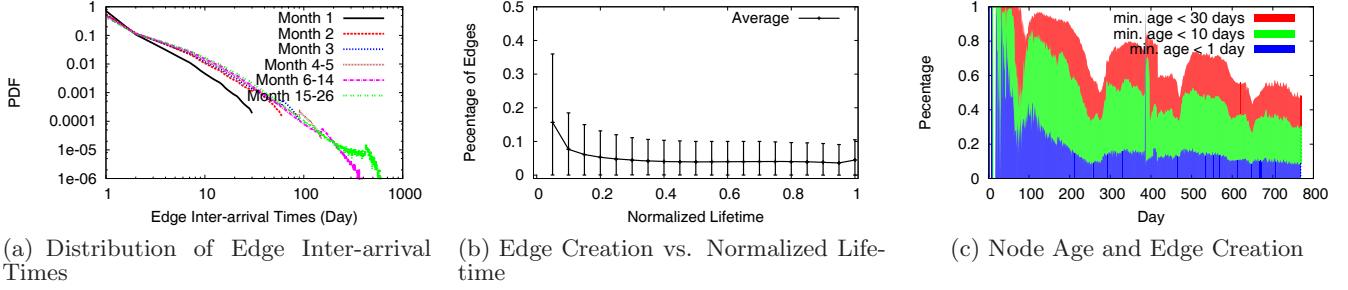 1
0.1
0.01
0.001
0.0001
1e-05
1e-06
PDF
1 10 100 1000
Edge Inter-arrival Times (Day)
Month 1
Month 2
Month 3
Month 4-5
Month 6-14
Month 15-26
(a) Distribution of Edge Inter-arrival
Times
0.5
0.4
0.3
0.2
0.1
0
Pecentage of Edges
0 0.2 0.4 0.6 0.8 1
Normalized Lifetime
Average
(b) Edge Creation vs. Normalized Life-
time
1
0.8
0.6
0.4
0.2
0
Pecentage
0 100 200 300 400 500 600 700 800
Day
min. age < 30 days
min. age < 10 days
min. age < 1 day
(c) Node Age and Edge Creation